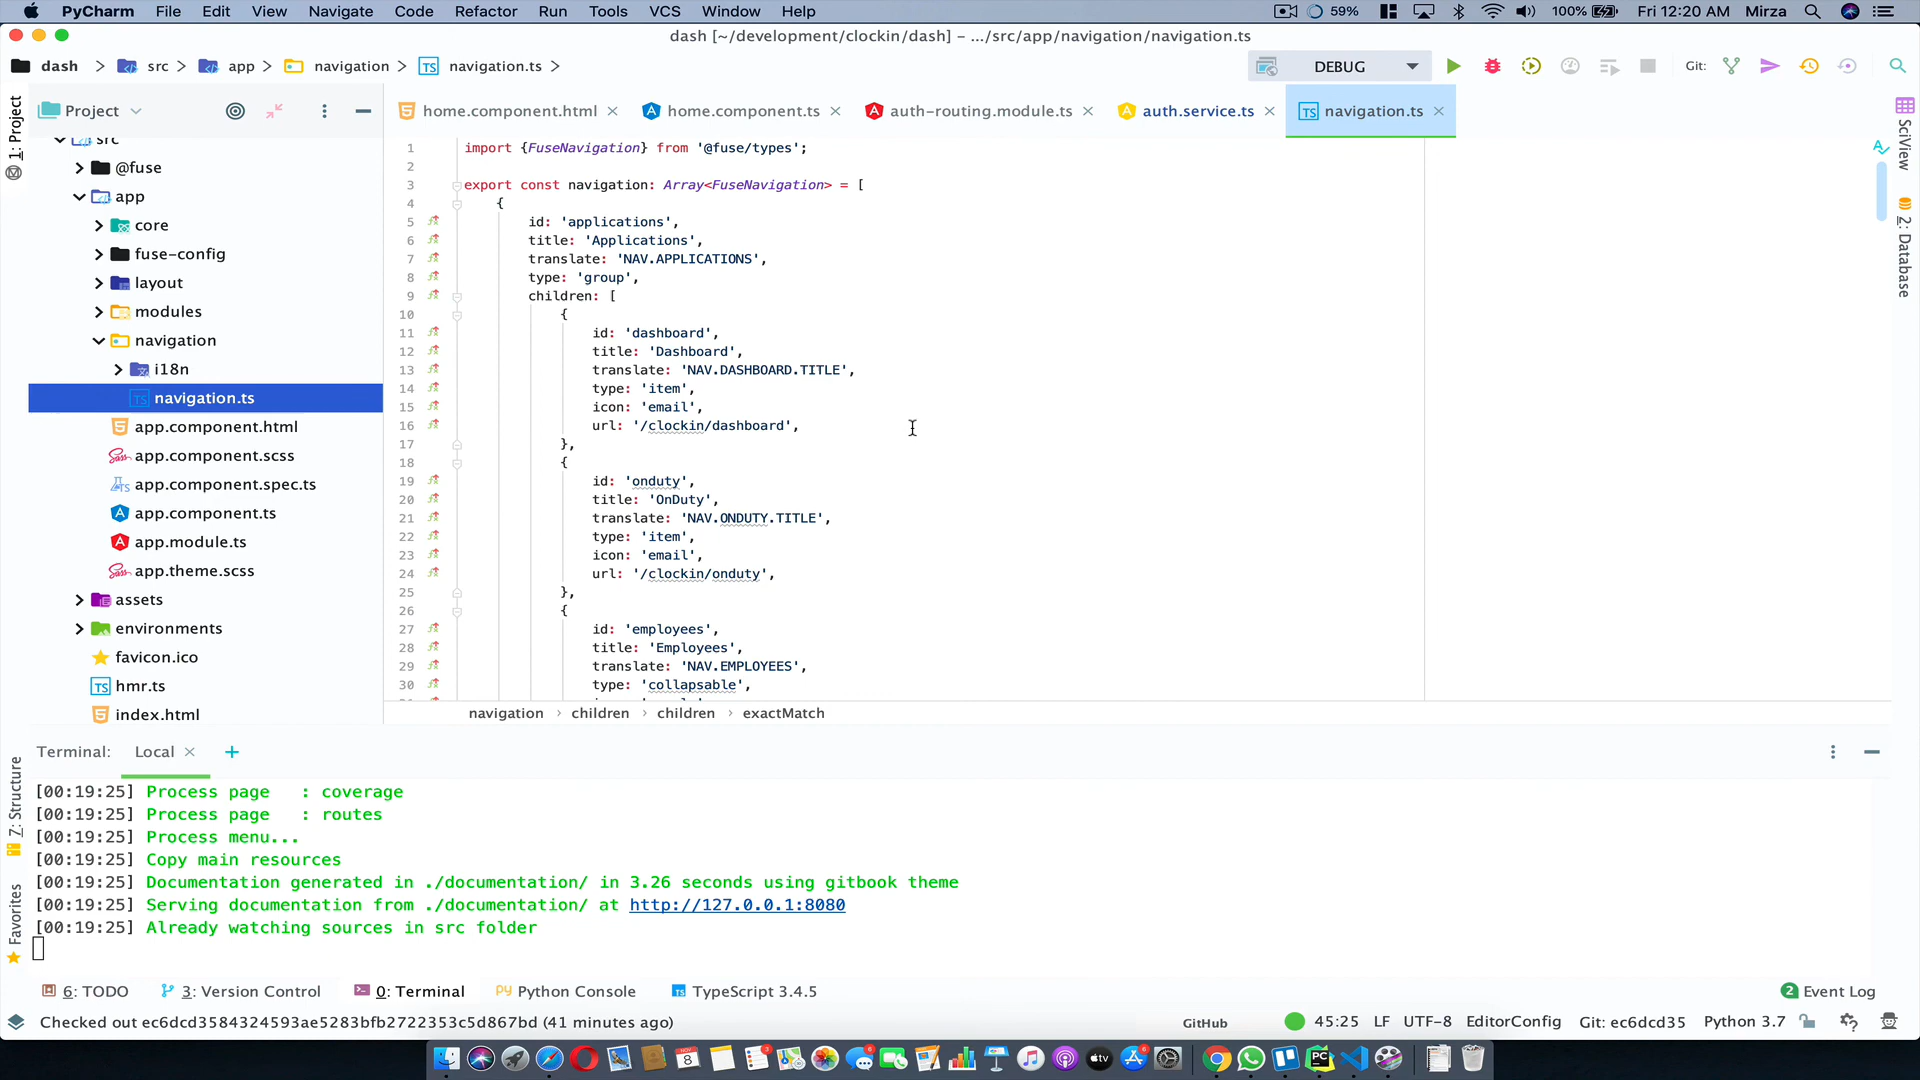 PyCharm File Edit View Navigate Code Refactor Run Tools VCS Window Help 59% 100% Fri 12:20 AM Mirza
dash [~/development/clockin/dash] – .../src/app/navigation/navigation.ts
dash src app navigation navigation.ts DEBUG Git:
1: Project
Project
home.component.html home.component.ts auth-routing.module.ts auth.service.ts navigation.ts
SciView
2: Database
src
@fuse
app
core
fuse-config
layout
modules
navigation
i18n
navigation.ts
app.component.html
app.component.scss
app.component.spec.ts
app.component.ts
app.module.ts
app.theme.scss
assets
environments
favicon.ico
hmr.ts
index.html
1 import {FuseNavigation} from '@fuse/types';
2
3 export const navigation: Array<FuseNavigation> = [
4 {
5 id: 'applications',
6 title: 'Applications',
7 translate: 'NAV.APPLICATIONS',
8 type: 'group',
9 children: [
10 {
11 id: 'dashboard',
12 title: 'Dashboard',
13 translate: 'NAV.DASHBOARD.TITLE',
14 type: 'item',
15 icon: 'email',
16 url: '/clockin/dashboard',
17 },
18 {
19 id: 'onduty',
20 title: 'OnDuty',
21 translate: 'NAV.ONDUTY.TITLE',
22 type: 'item',
23 icon: 'email',
24 url: '/clockin/onduty',
25 },
26 {
27 id: 'employees',
28 title: 'Employees',
29 translate: 'NAV.EMPLOYEES',
30 type: 'collapsable',
navigation › children › children › exactMatch
Terminal: Local
7: Structure
Favorites
[00:19:25] Process page : coverage
[00:19:25] Process page : routes
[00:19:25] Process menu...
[00:19:25] Copy main resources
[00:19:25] Documentation generated in ./documentation/ in 3.26 seconds using gitbook theme
[00:19:25] Serving documentation from ./documentation/ at http://127.0.0.1:8080
[00:19:25] Already watching sources in src folder
6: TODO 3: Version Control 0: Terminal Python Console TypeScript 3.4.5 2 Event Log
Checked out ec6dcd3584324593ae5283bfb2722353c5d867bd (41 minutes ago) GitHub 45:25 LF UTF-8 EditorConfig Git: ec6dcd35 Python 3.7